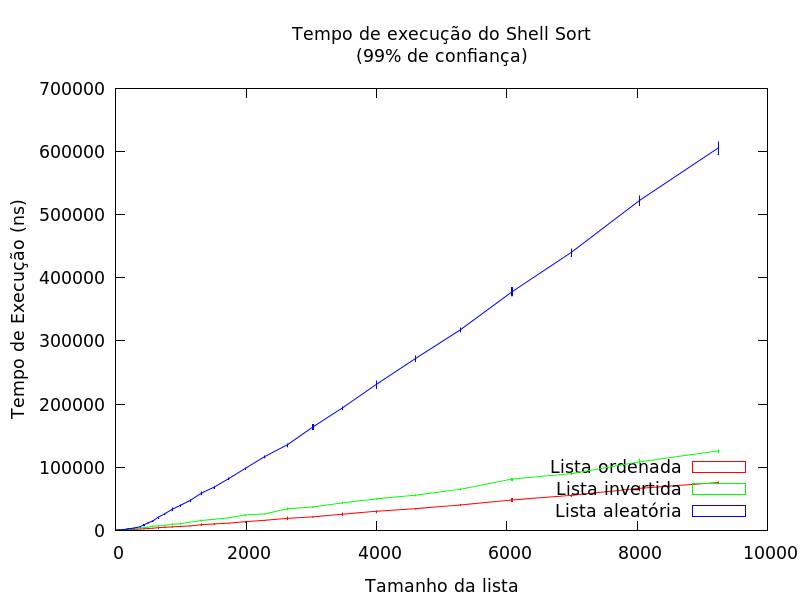 Tempo de execução do Shell Sort
(99% de confiança)
700000
600000
500000
400000
300000
200000
100000
0
Tempo de Execução (ns)
Lista ordenada
Lista invertida
Lista aleatória
0 2000 4000 6000 8000 10000
Tamanho da lista